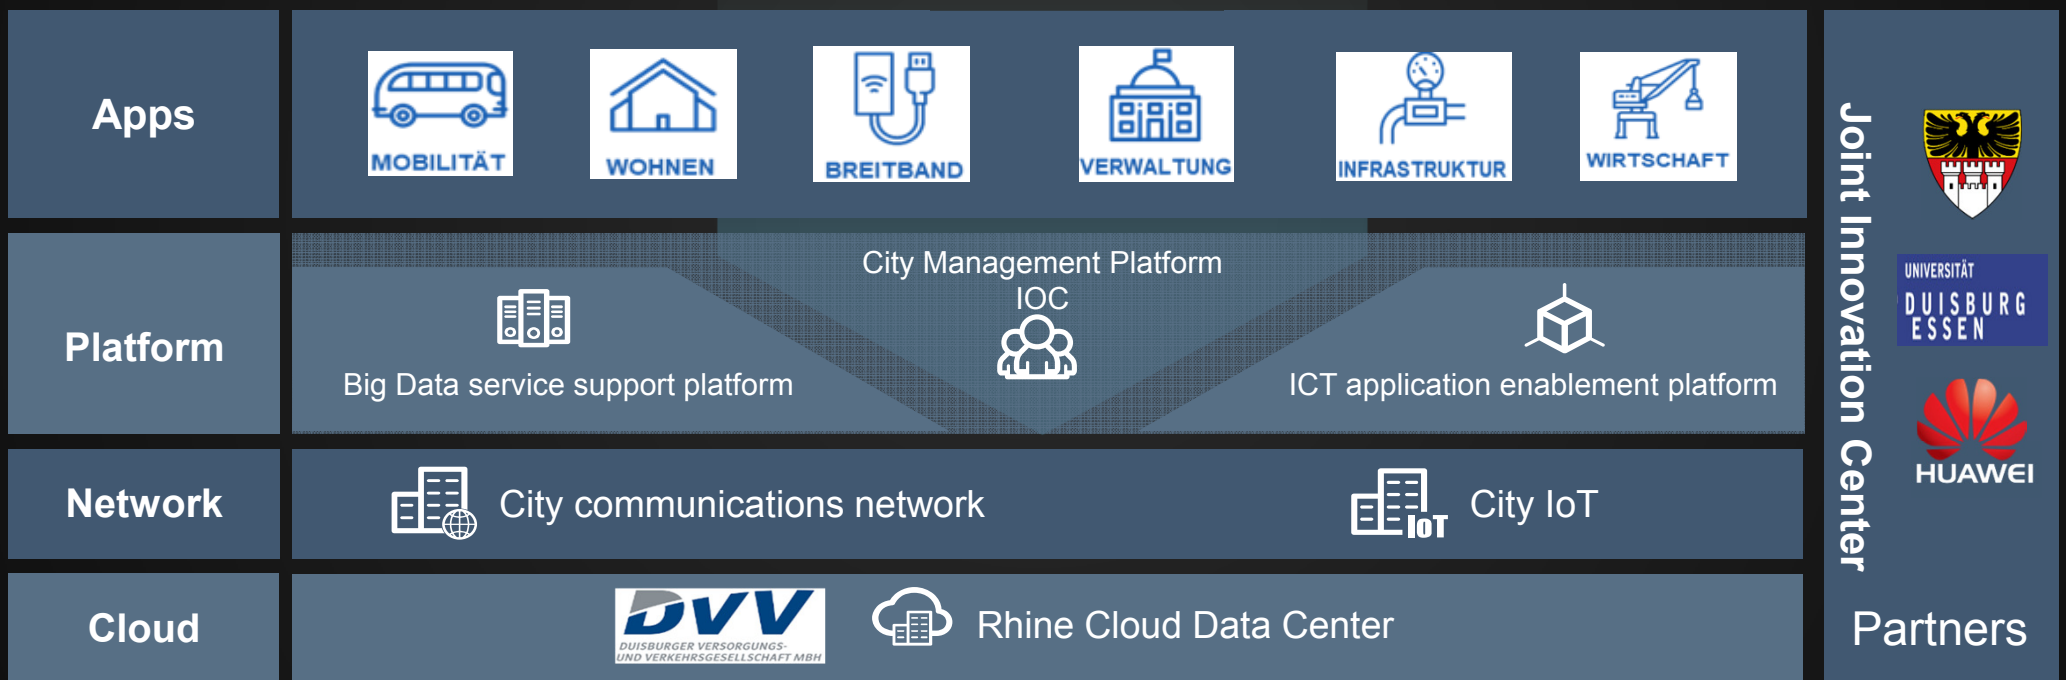 Apps
MOBILITÄT
WOHNEN
BREITBAND
VERWALTUNG
INFRASTRUKTUR
WIRTSCHAFT
Platform
City Management Platform
IOC
Big Data service support platform
ICT application enablement platform
Network
City communications network
IoT
City IoT
Cloud
DVV
DUISBURGER VERSORGUNGS-
UND VERKEHRSGESELLSCHAFT MBH
Rhine Cloud Data Center
Joint Innovation Center
UNIVERSITÄT
DUISBURG
ESSEN
HUAWEI
Partners